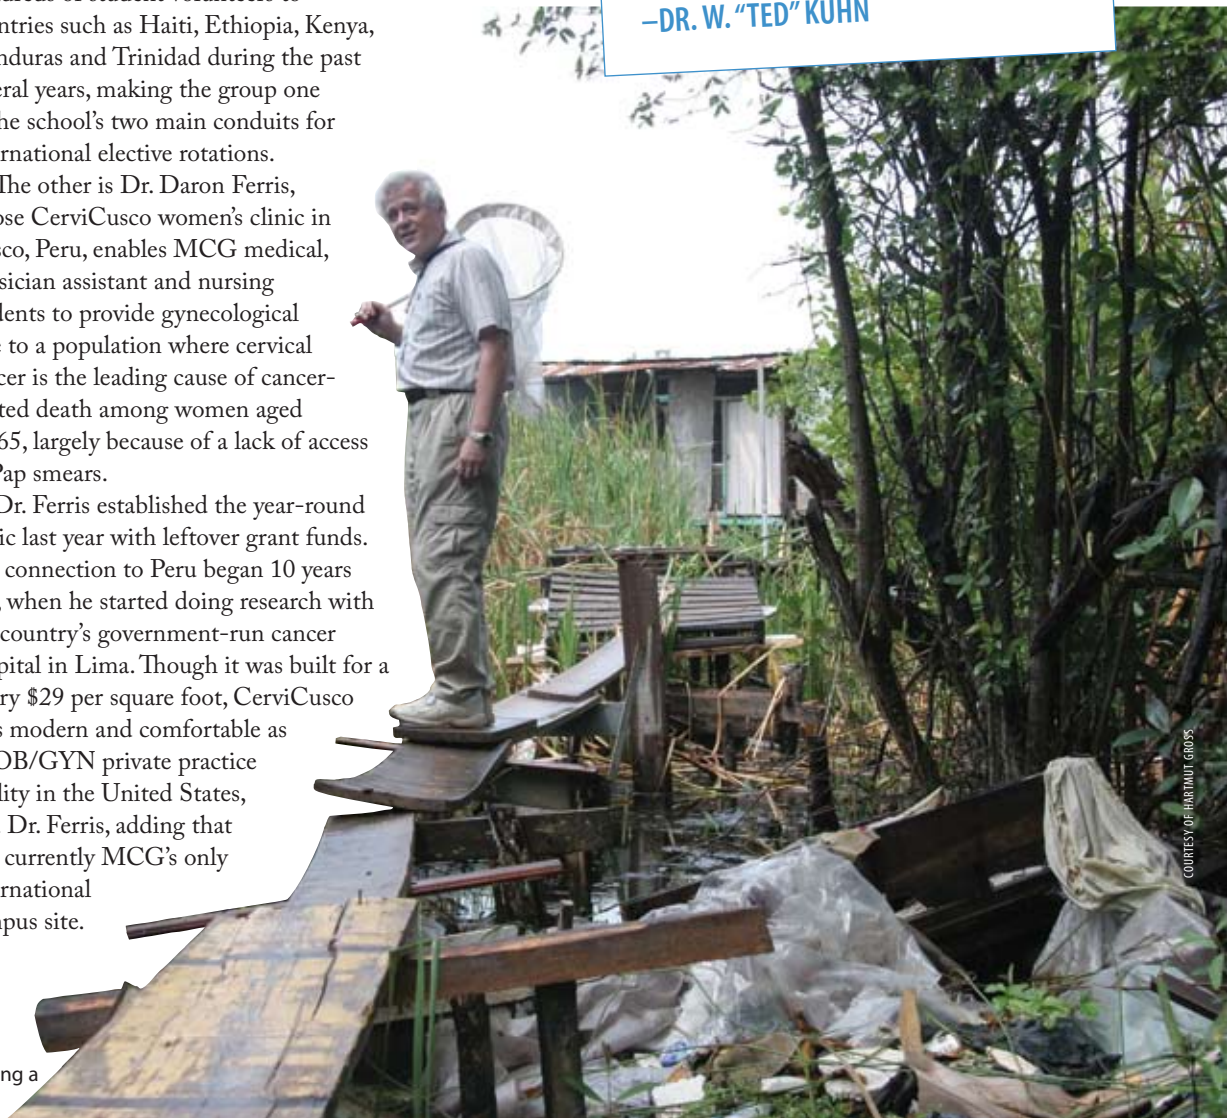 of student volunteers to
ntries such as Haiti, Ethiopia, Kenya,
nduras and Trinidad during the past
eral years, making the group one
he school's two main conduits for
rnational elective rotations.
The other is Dr. Daron Ferris,
ose CerviCusco women's clinic in
sco, Peru, enables MCG medical,
sician assistant and nursing
dents to provide gynecological
e to a population where cervical
cer is the leading cause of cancer-
ted death among women aged
65, largely because of a lack of access
Pap smears.
Dr. Ferris established the year-round
ic last year with leftover grant funds.
connection to Peru began 10 years
, when he started doing research with
country's government-run cancer
pital in Lima. Though it was built for a
ry $29 per square foot, CerviCusco
s modern and comfortable as
OB/GYN private practice
lity in the United States,
. Dr. Ferris, adding that
currently MCG's only
rnational
pus site.
ng a
–DR. W. "TED" KUHN
COURTESY OF HARTMUT GROSS